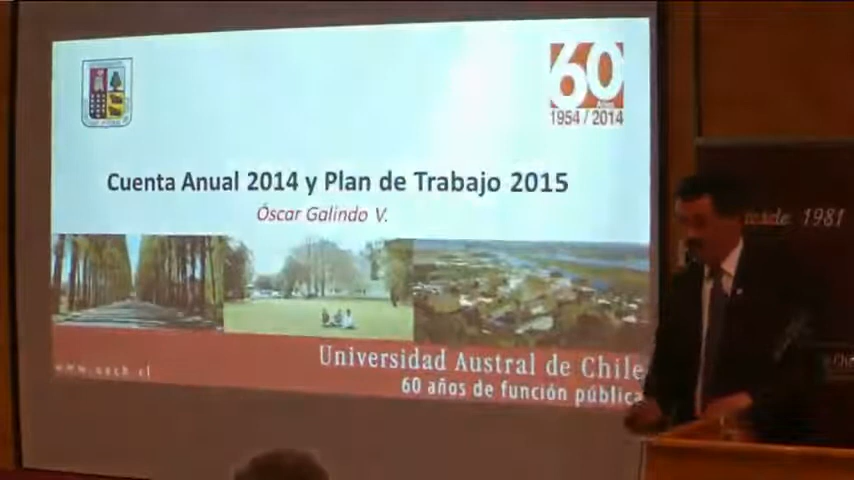 60
Años
1954 / 2014
Cuenta Anual 2014 y Plan de Trabajo 2015
Óscar Galindo V.
desde 1981
Universidad Austral de Chile
www.uach.cl
60 años de función pública